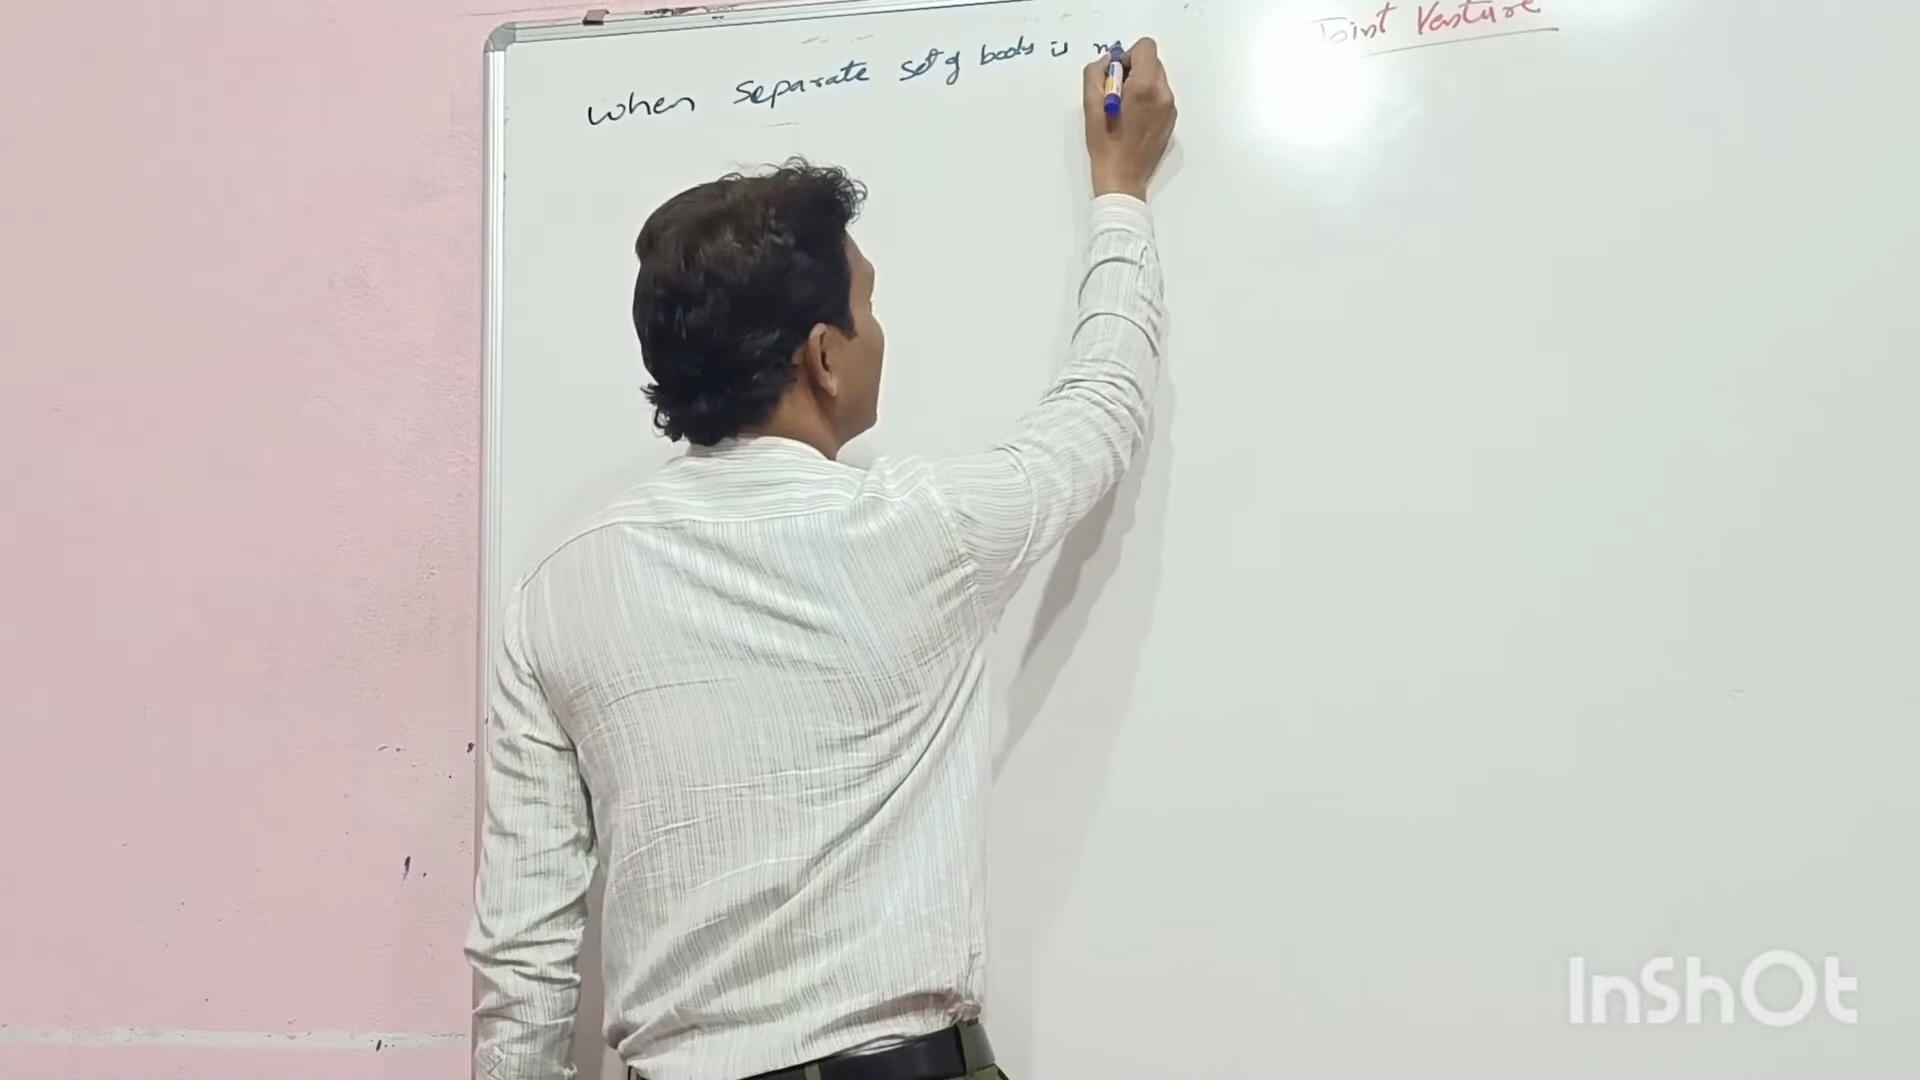 Joint Venture
When Separate set of books is
InShOt